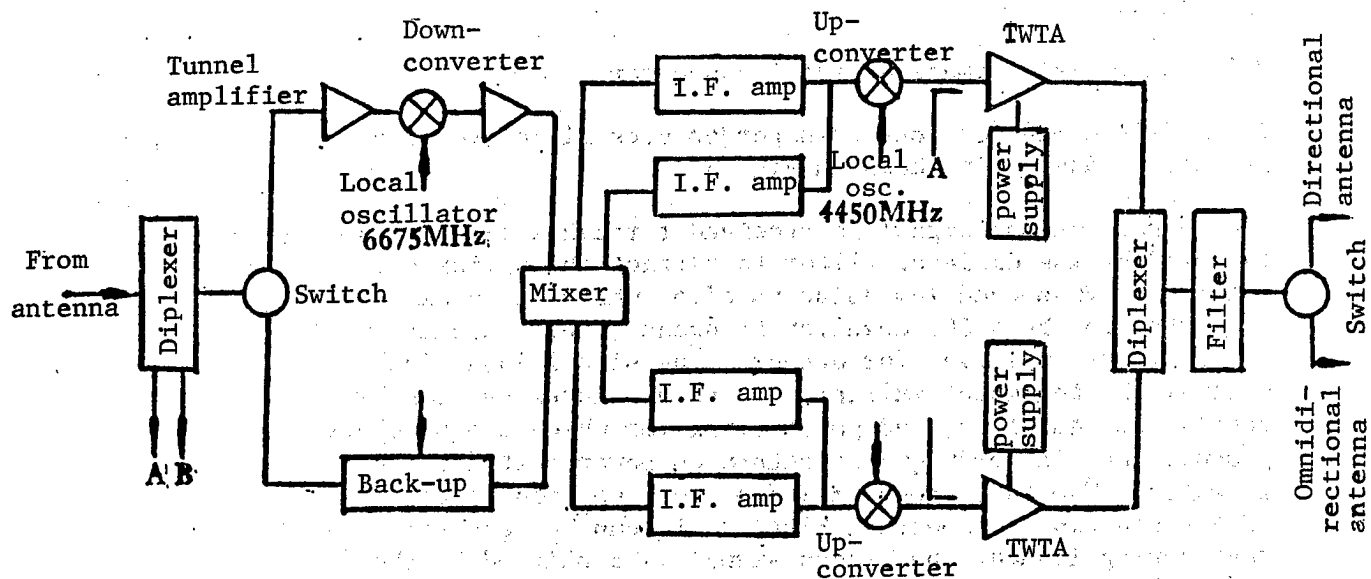 Down-
converter
Tunnel
amplifier
Local
oscillator
6675MHz
From
antenna
Diplexer
A B
Switch
Back-up
Mixer
I.F. amp
I.F. amp
I.F. amp
I.F. amp
Up-
converter
Local
osc.
4450MHz
A
TWTA
power
supply
Up-
converter
power
supply
TWTA
Diplexer
Filter
Directional
antenna
Switch
Omnidi-
rectional
antenna